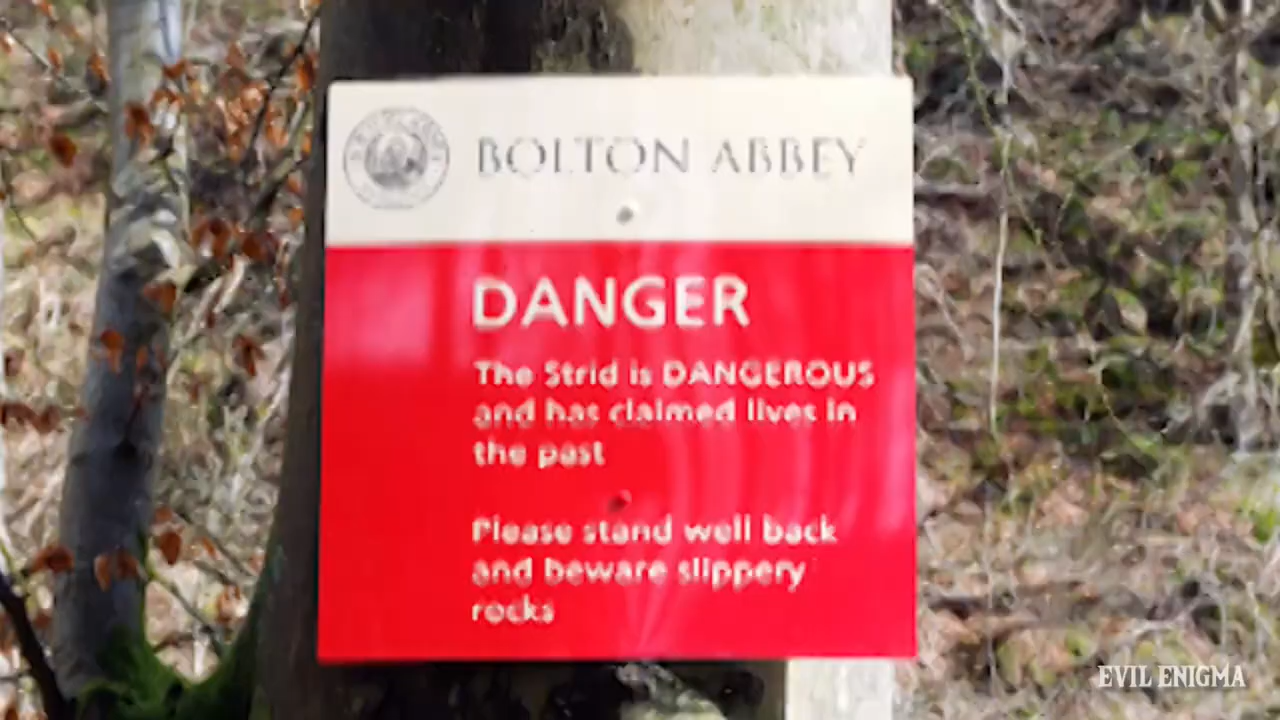 BOLTON ABBEY
DANGER
The Strid is DANGEROUS
and has claimed lives in
the past
Please stand well back
and beware slippery
rocks
EVIL ENIGMA